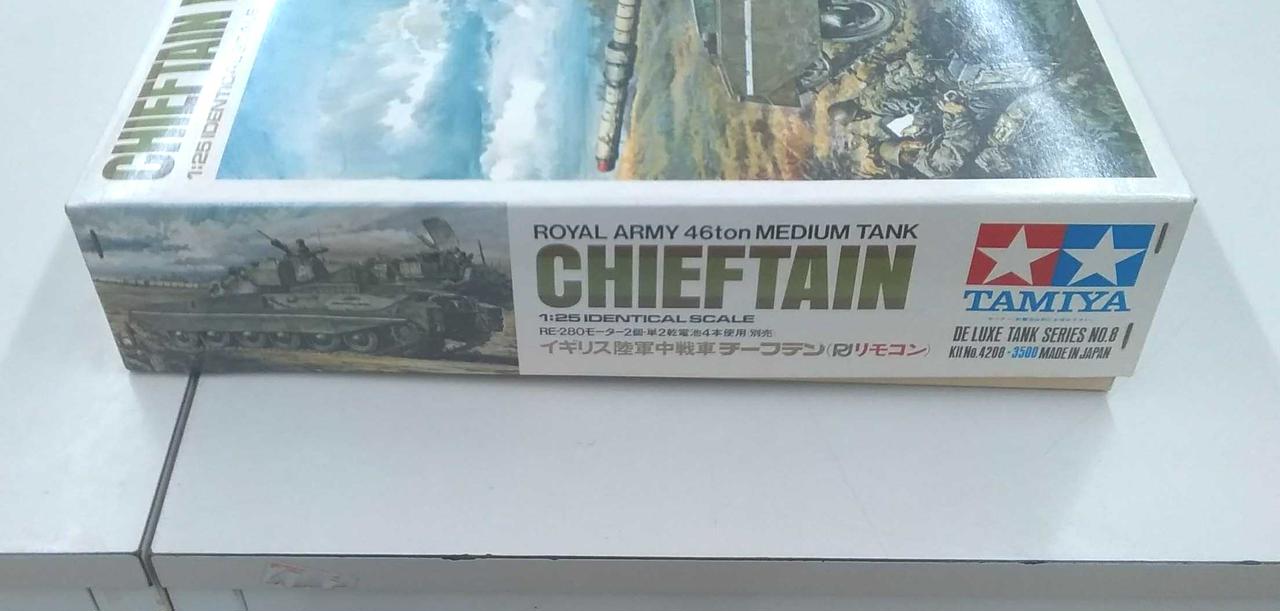 CHIEFTAIN
1:25 IDENTICAL SCALE
ROYAL ARMY 46ton MEDIUM TANK
CHIEFTAIN
1:25 IDENTICAL SCALE
RE-280モーター2個・単2乾電池4本使用 別売
イギリス陸軍中戦車 チーフテン(RJリモコン)
TAMIYA
DE LUXE TANK SERIES NO.8
Kit No.4208・3500 MADE IN JAPAN